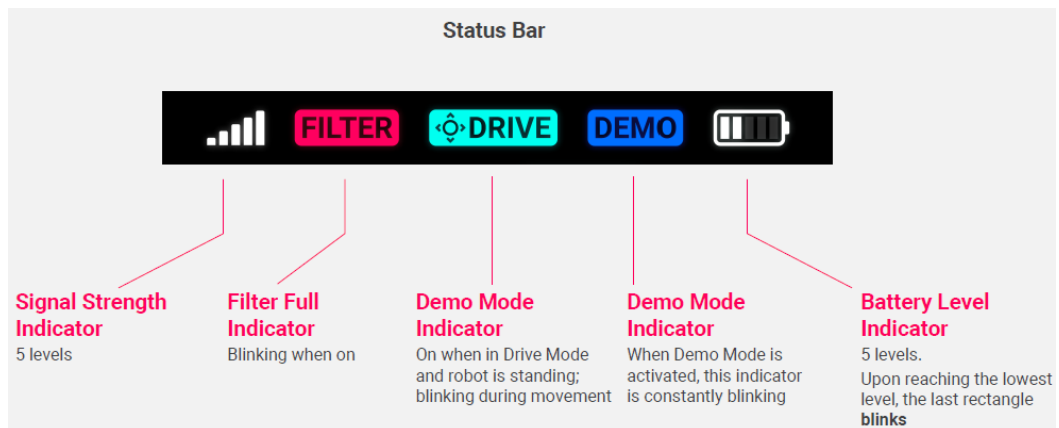 Status Bar
FILTER DRIVE DEMO
Signal Strength
Indicator
5 levels
Filter Full
Indicator
Blinking when on
Demo Mode
Indicator
On when in Drive Mode
and robot is standing;
blinking during movement
Demo Mode
Indicator
When Demo Mode is
activated, this indicator
is constantly blinking
Battery Level
Indicator
5 levels.
Upon reaching the lowest
level, the last rectangle
blinks